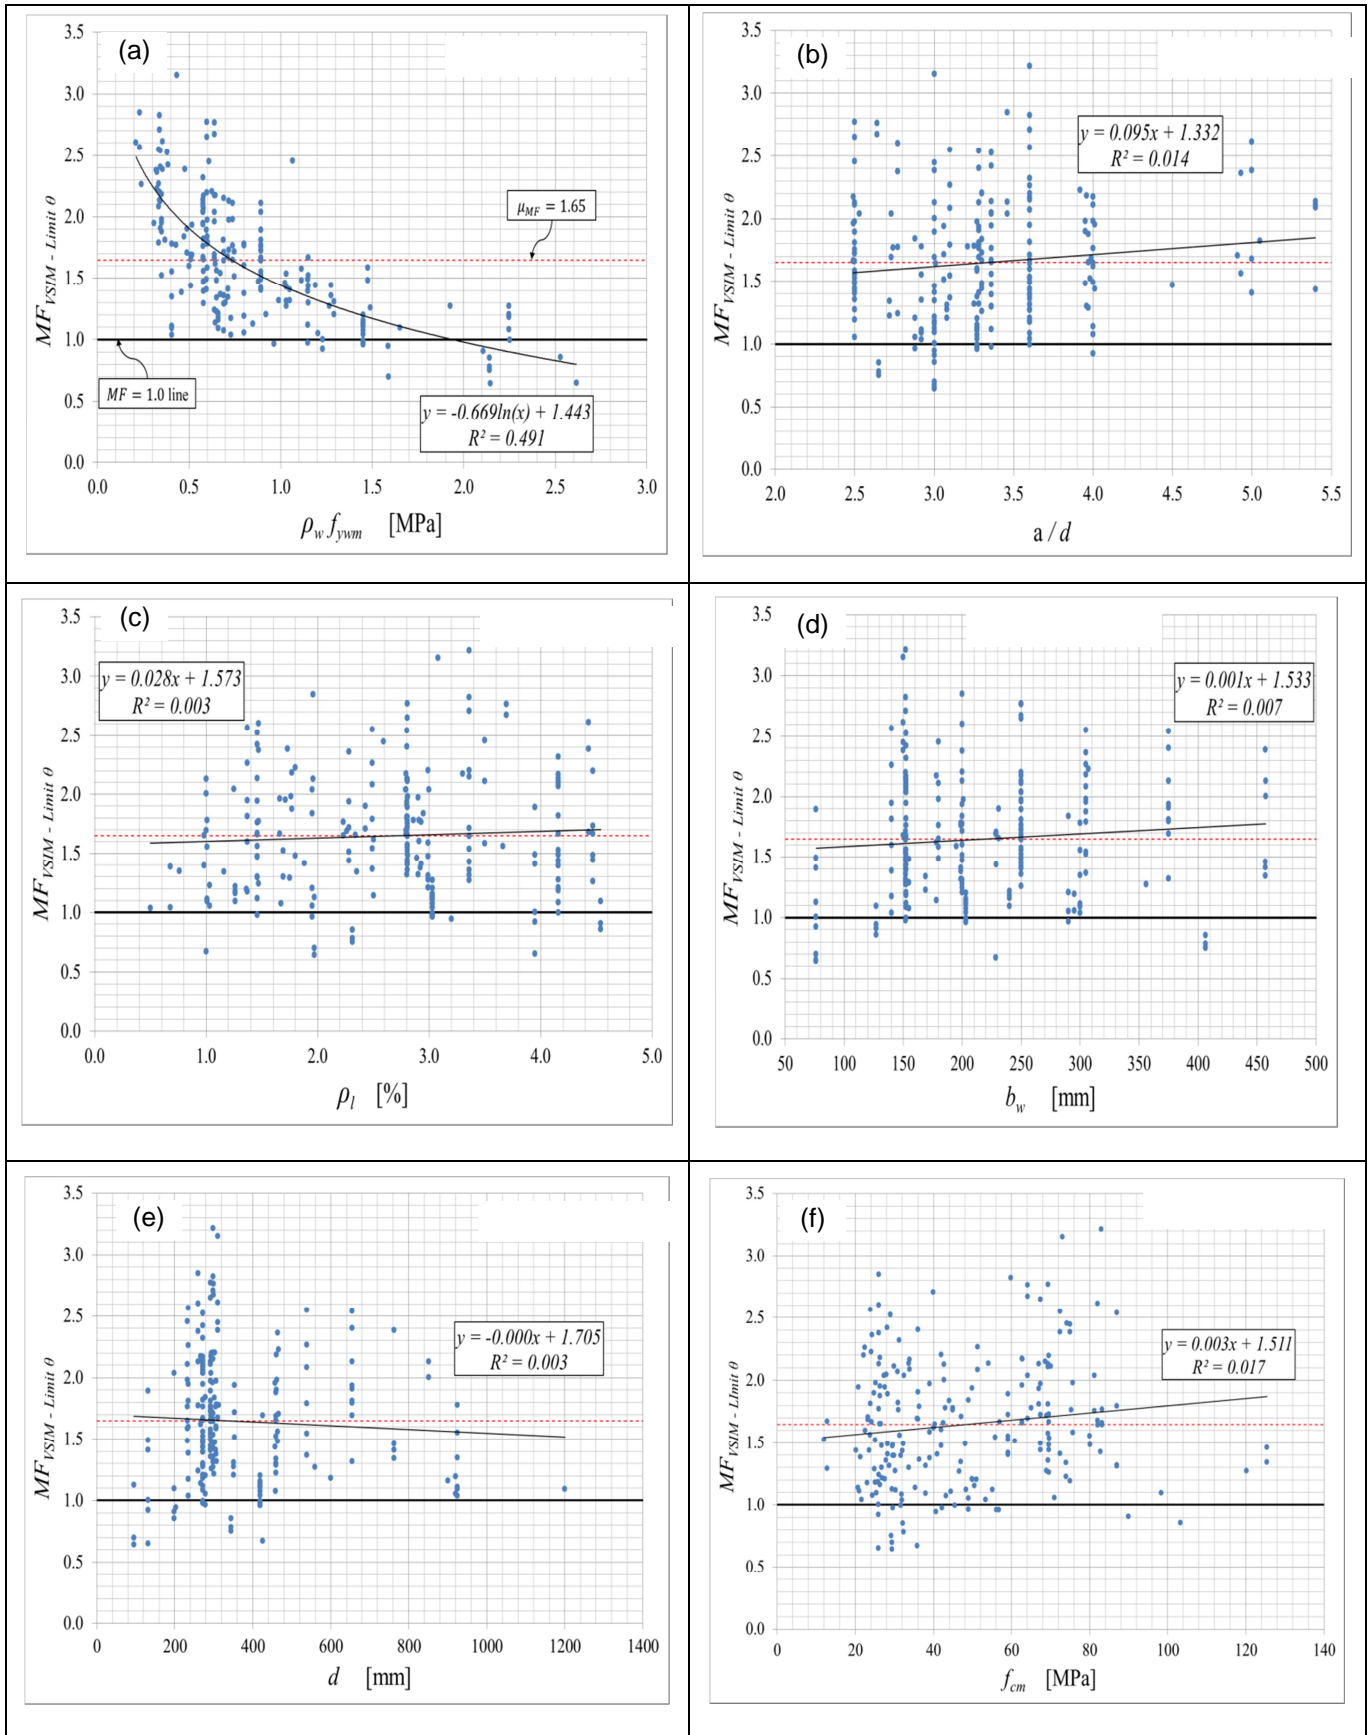 (a)
3.5
3.0
2.5
2.0
1.5
1.0
0.5
0.0
MF_VSIM - Limit θ
μ_MF = 1.65
MF = 1.0 line
y = -0.669ln(x) + 1.443
R² = 0.491
0.0 0.5 1.0 1.5 2.0 2.5 3.0
ρ_w f_ywm [MPa]
(b)
3.5
3.0
2.5
2.0
1.5
1.0
0.5
0.0
MF_VSIM - Limit θ
y = 0.095x + 1.332
R² = 0.014
2.0 2.5 3.0 3.5 4.0 4.5 5.0 5.5
a / d
(c)
3.5
3.0
2.5
2.0
1.5
1.0
0.5
0.0
MF_VSIM - Limit θ
y = 0.028x + 1.573
R² = 0.003
0.0 1.0 2.0 3.0 4.0 5.0
ρ_l [%]
(d)
3.5
3.0
2.5
2.0
1.5
1.0
0.5
0.0
MF_VSIM - Limit θ
y = 0.001x + 1.533
R² = 0.007
50 100 150 200 250 300 350 400 450 500
b_w [mm]
(e)
3.5
3.0
2.5
2.0
1.5
1.0
0.5
0.0
MF_VSIM - Limit θ
y = -0.000x + 1.705
R² = 0.003
0 200 400 600 800 1000 1200 1400
d [mm]
(f)
3.5
3.0
2.5
2.0
1.5
1.0
0.5
0.0
MF_VSIM - LImit θ
y = 0.003x + 1.511
R² = 0.017
0 20 40 60 80 100 120 140
f_cm [MPa]